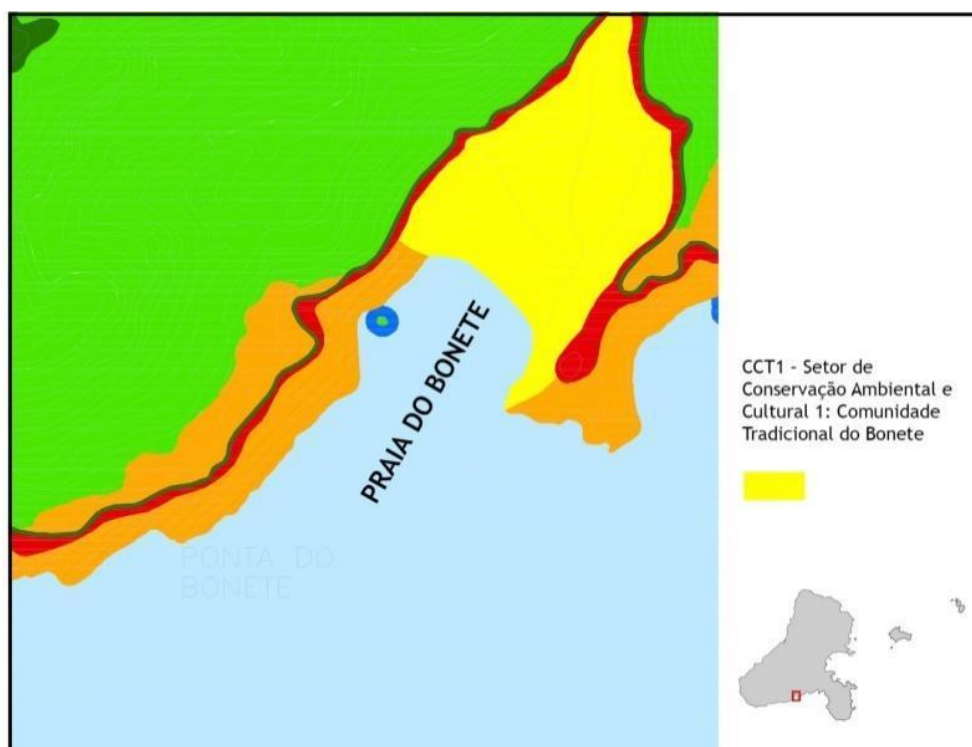 PRAIA DO BONETE
PONTA DO
BONETE
CCT1 - Setor de
Conservação Ambiental e
Cultural 1: Comunidade
Tradicional do Bonete